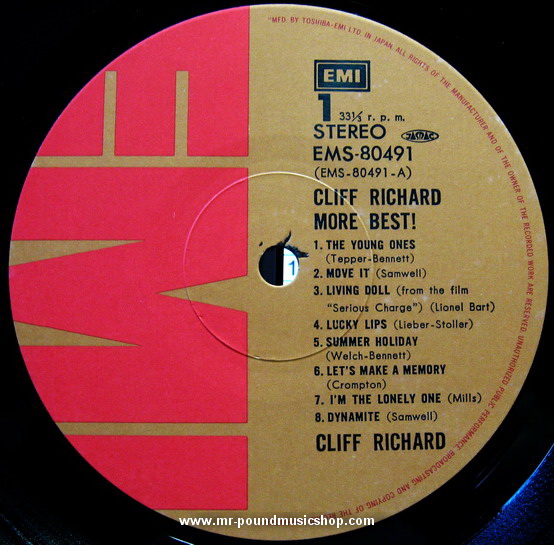 "MFD. BY TOSHIBA-EMI LTD. IN JAPAN. ALL RIGHTS OF THE MANUFACTURER AND OF THE OWNER OF THE RECORDED WORK ARE RESERVED. UNAUTHORIZED PUBLIC PERFORMANCE BROADCASTING AND COPYING OF THE
EMI
EMI
1 33⅓ r. p. m.
STEREO JASRAC
EMS-80491
(EMS-80491-A)
CLIFF RICHARD
MORE BEST!
1. THE YOUNG ONES
(Tepper-Bennett)
2. MOVE IT (Samwell)
3. LIVING DOLL (from the film
"Serious Charge") (Lionel Bart)
4. LUCKY LIPS (Lieber-Stoller)
5. SUMMER HOLIDAY
(Welch-Bennett)
6. LET'S MAKE A MEMORY
(Crompton)
7. I'M THE LONELY ONE (Mills)
8. DYNAMITE (Samwell)
CLIFF RICHARD
1
www.mr-poundmusicshop.com